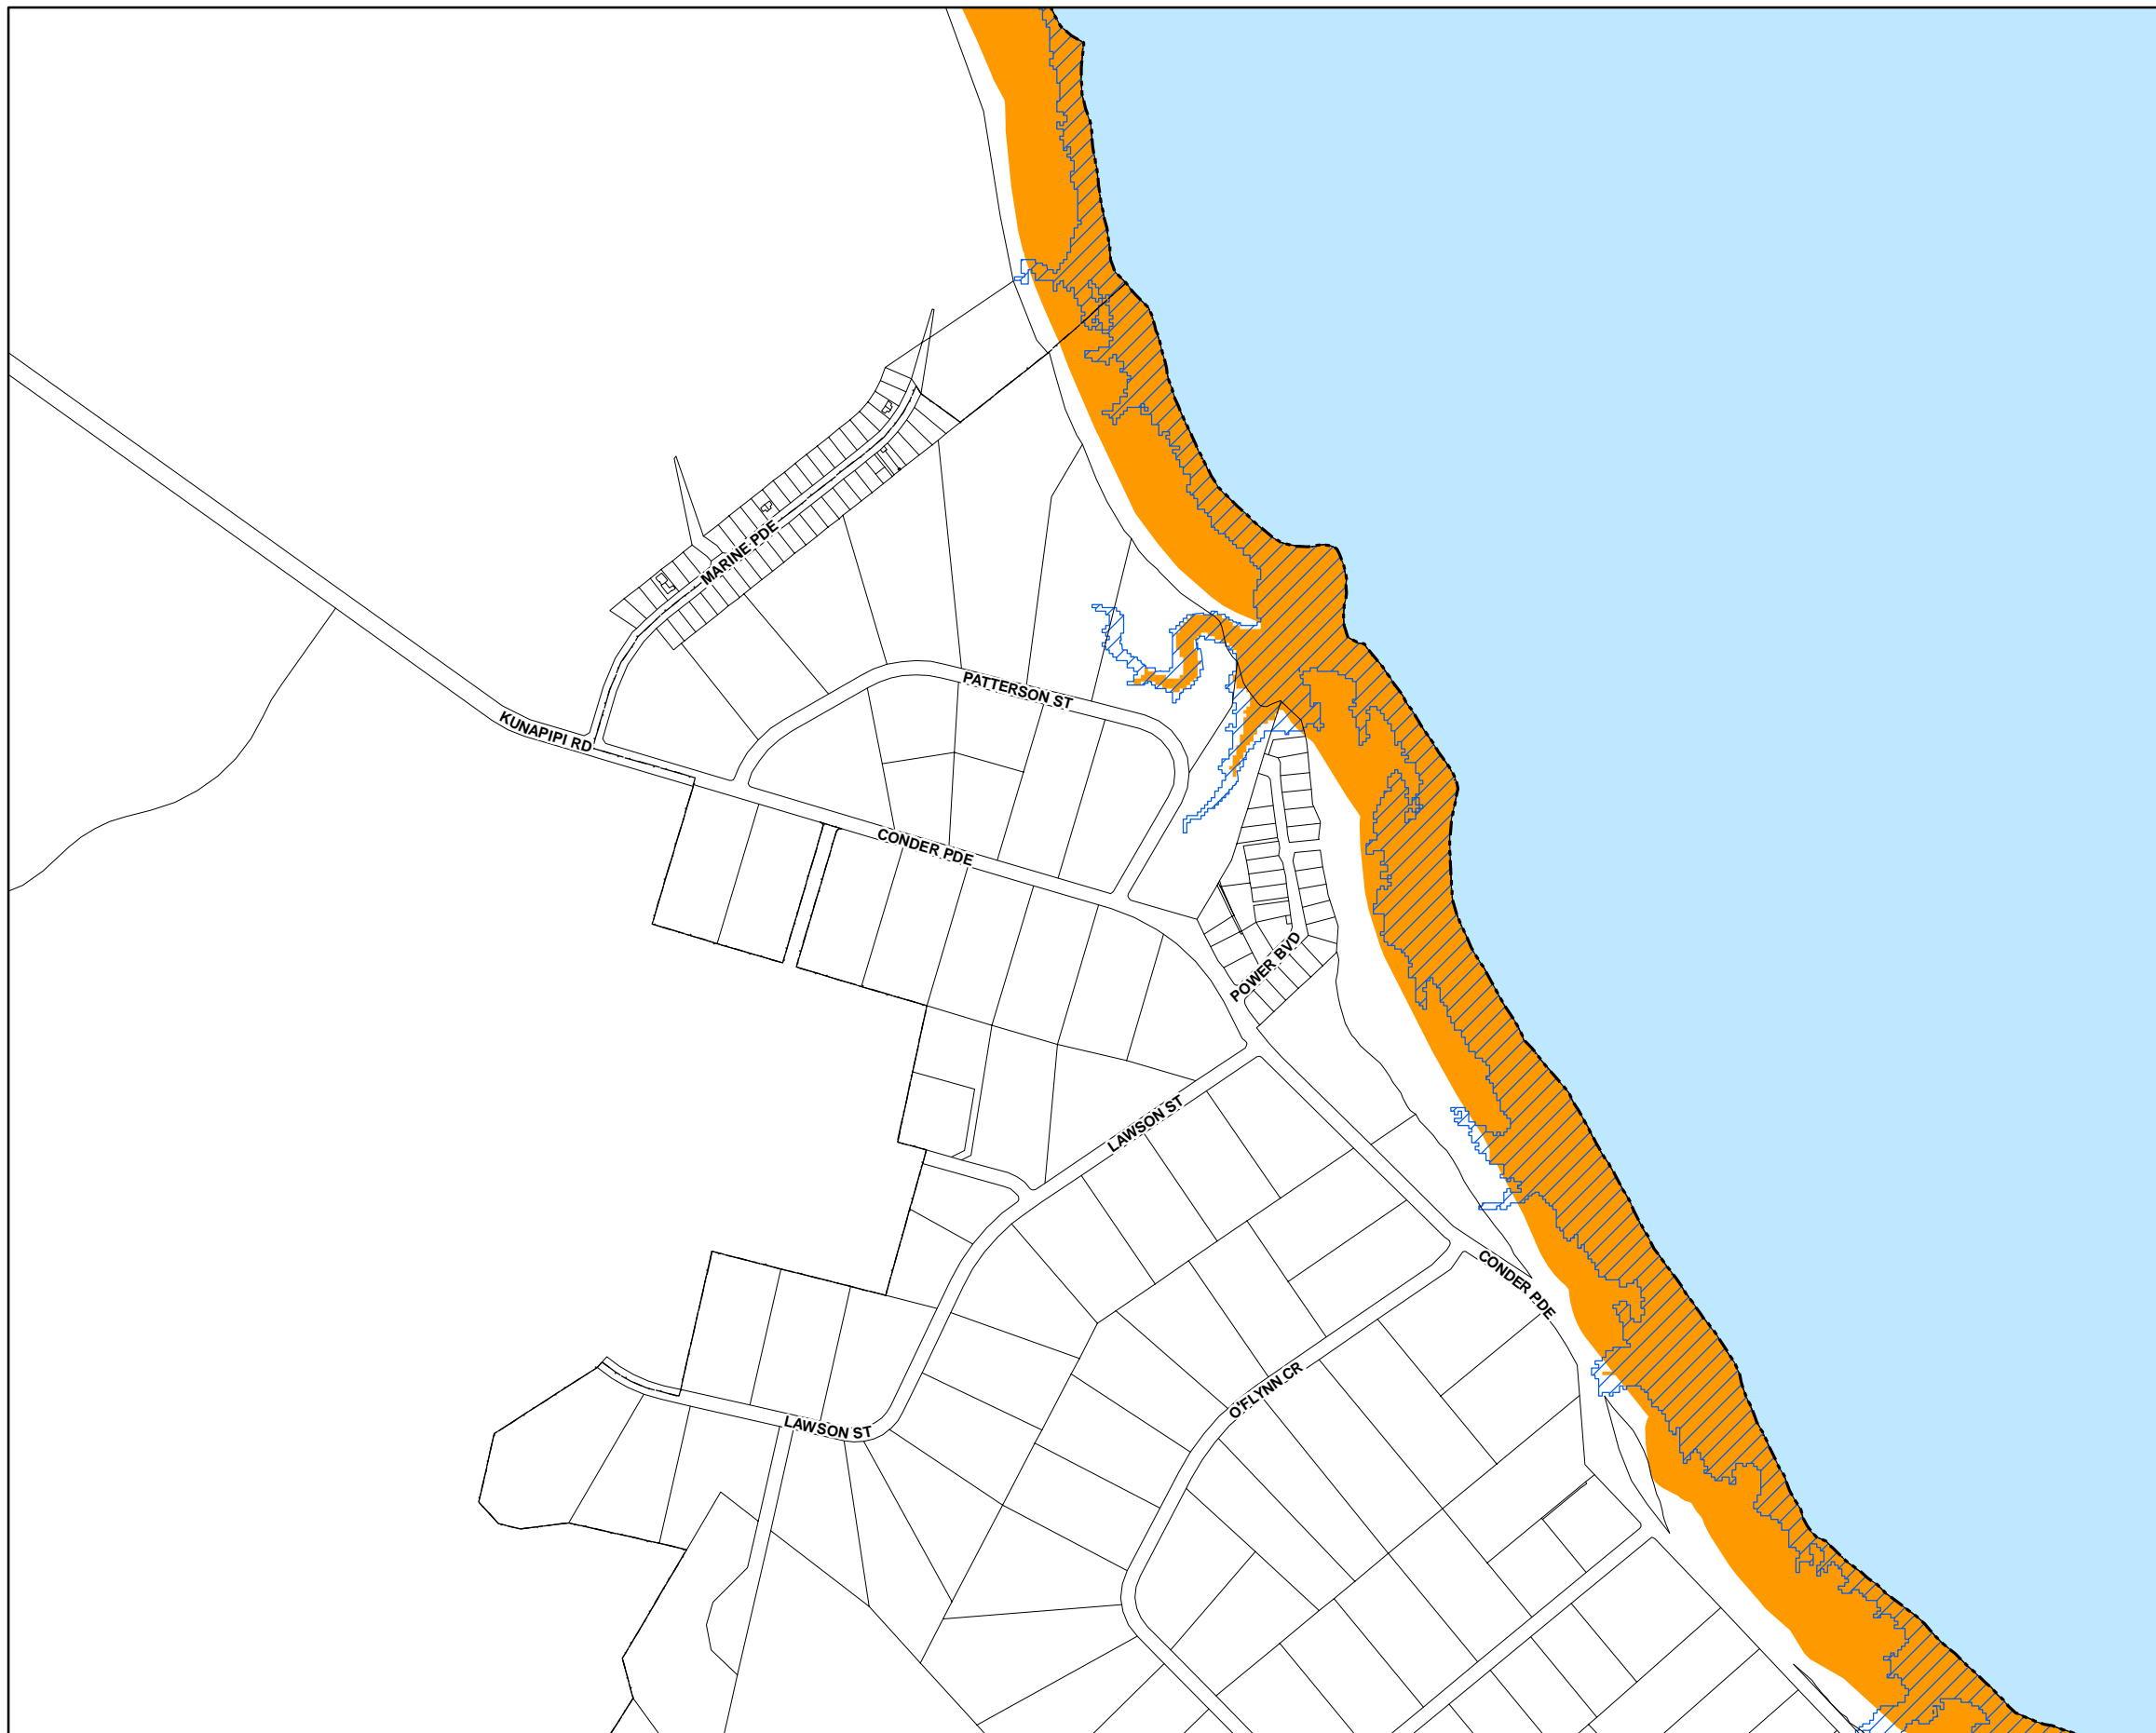 MARINE PDE
PATTERSON ST
KUNAPIPI RD
CONDER PDE
POWER BVD
LAWSON ST
CONDER PDE
O'FLYNN CR
LAWSON ST